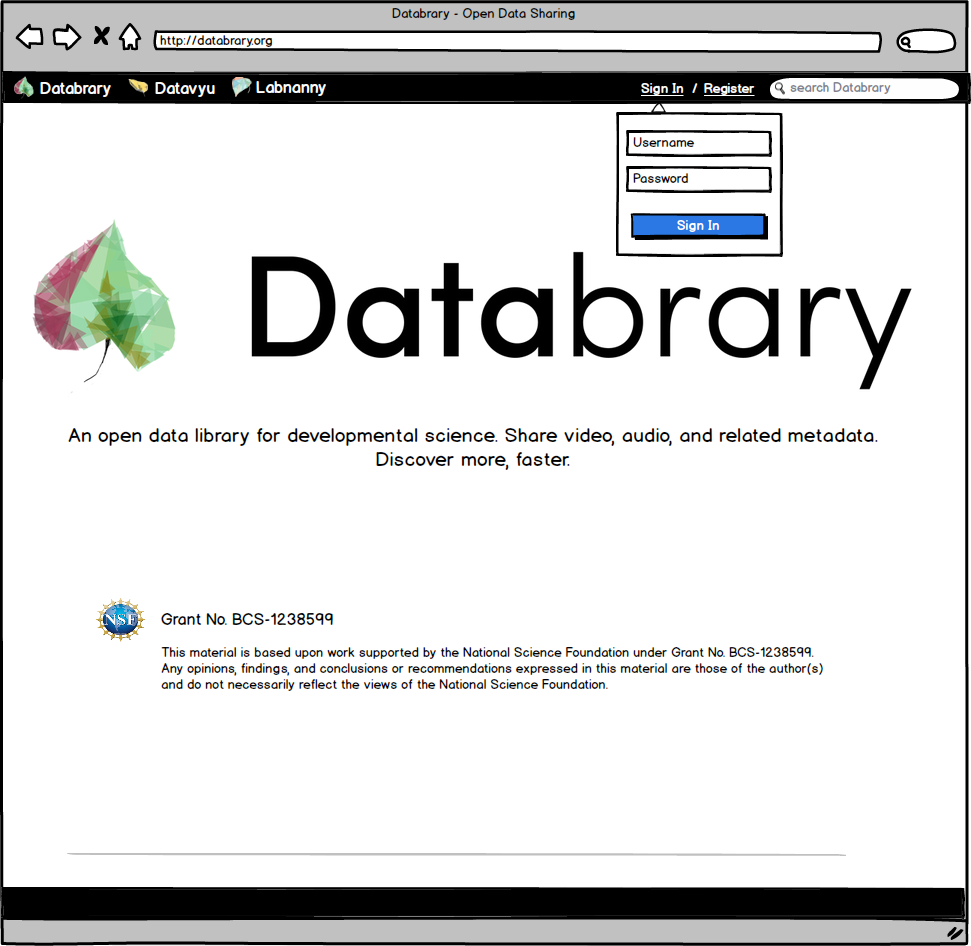 Databrary - Open Data Sharing
http://databrary.org
Databrary Datavyu Labnanny Sign In / Register search Databrary
Username
Password
Sign In
Databrary
An open data library for developmental science. Share video, audio, and related metadata.
Discover more, faster.
NSF
Grant No. BCS-1238599
This material is based upon work supported by the National Science Foundation under Grant No. BCS-1238599.
Any opinions, findings, and conclusions or recommendations expressed in this material are those of the author(s)
and do not necessarily reflect the views of the National Science Foundation.